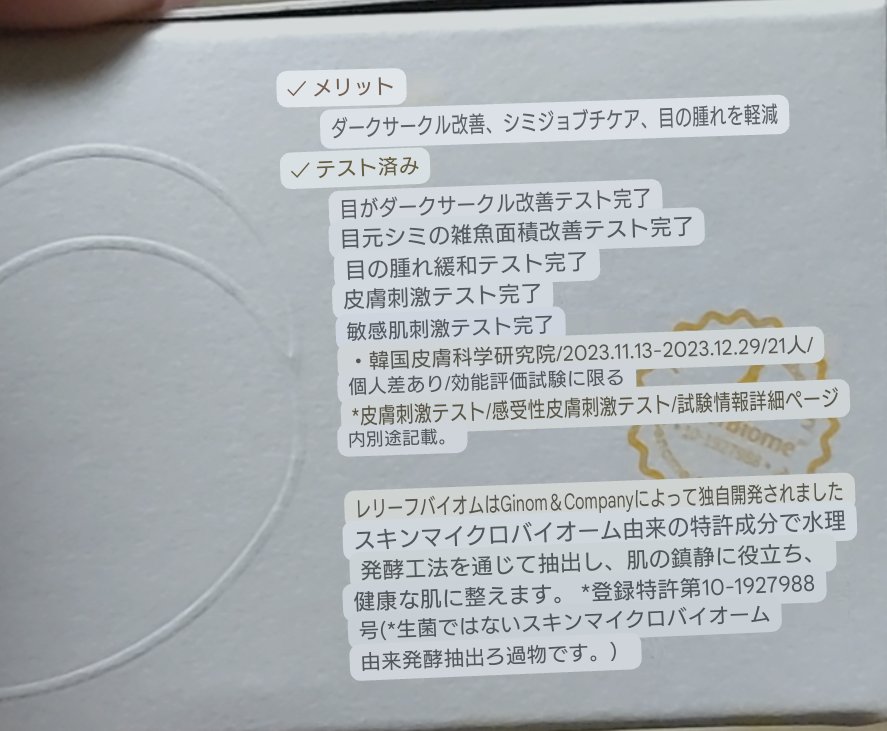 ✓ メリット
ダークサークル改善、シミジョブチケア、目の腫れを軽減
✓ テスト済み
目がダークサークル改善テスト完了
目元シミの雑魚面積改善テスト完了
目の腫れ緩和テスト完了
皮膚刺激テスト完了
敏感肌刺激テスト完了
・韓国皮膚科学研究院/2023.11.13-2023.12.29/21人/
個人差あり/効能評価試験に限る
*皮膚刺激テスト/感受性皮膚刺激テスト/試験情報詳細ページ
内別途記載。
Biome™
10-1927988
レリーフバイオムはGinom&Companyによって独自開発されました
スキンマイクロバイオーム由来の特許成分で水理
発酵工法を通じて抽出し、肌の鎮静に役立ち、
健康な肌に整えます。 *登録特許第10-1927988
号(*生菌ではないスキンマイクロバイオーム
由来発酵抽出ろ過物です。)